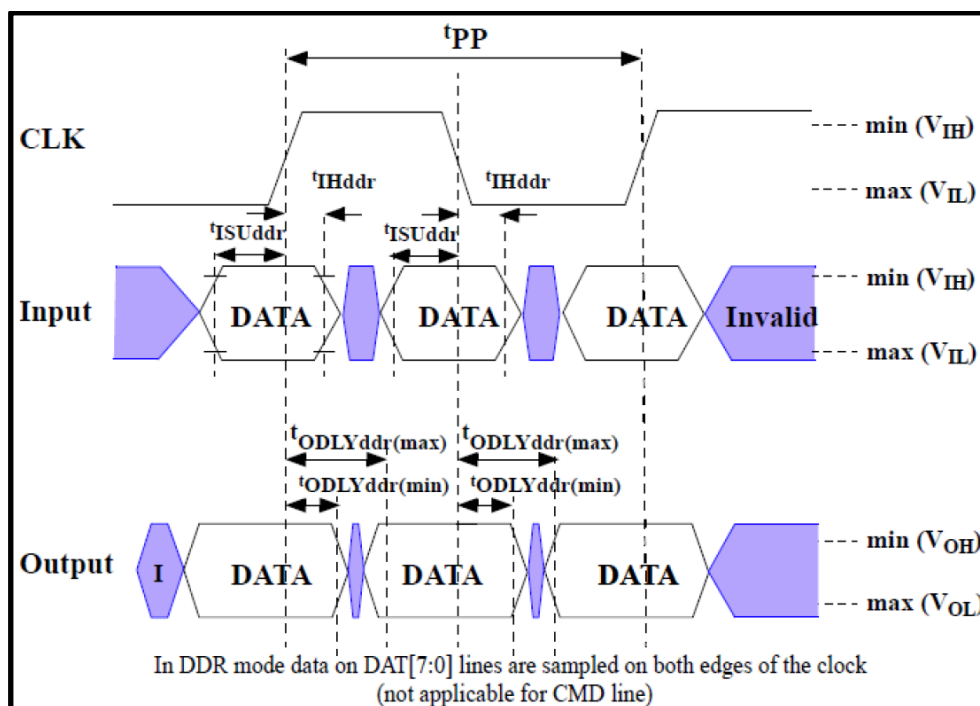 tPP
CLK
min (VIH)
max (VIL)
tIHddr
tIHddr
tISUddr
tISUddr
Input
DATA
DATA
DATA
Invalid
min (VIH)
max (VIL)
tODLYddr(max)
tODLYddr(max)
tODLYddr(min)
tODLYddr(min)
Output
I
DATA
DATA
DATA
min (VOH)
max (VOL)
In DDR mode data on DAT[7:0] lines are sampled on both edges of the clock
(not applicable for CMD line)